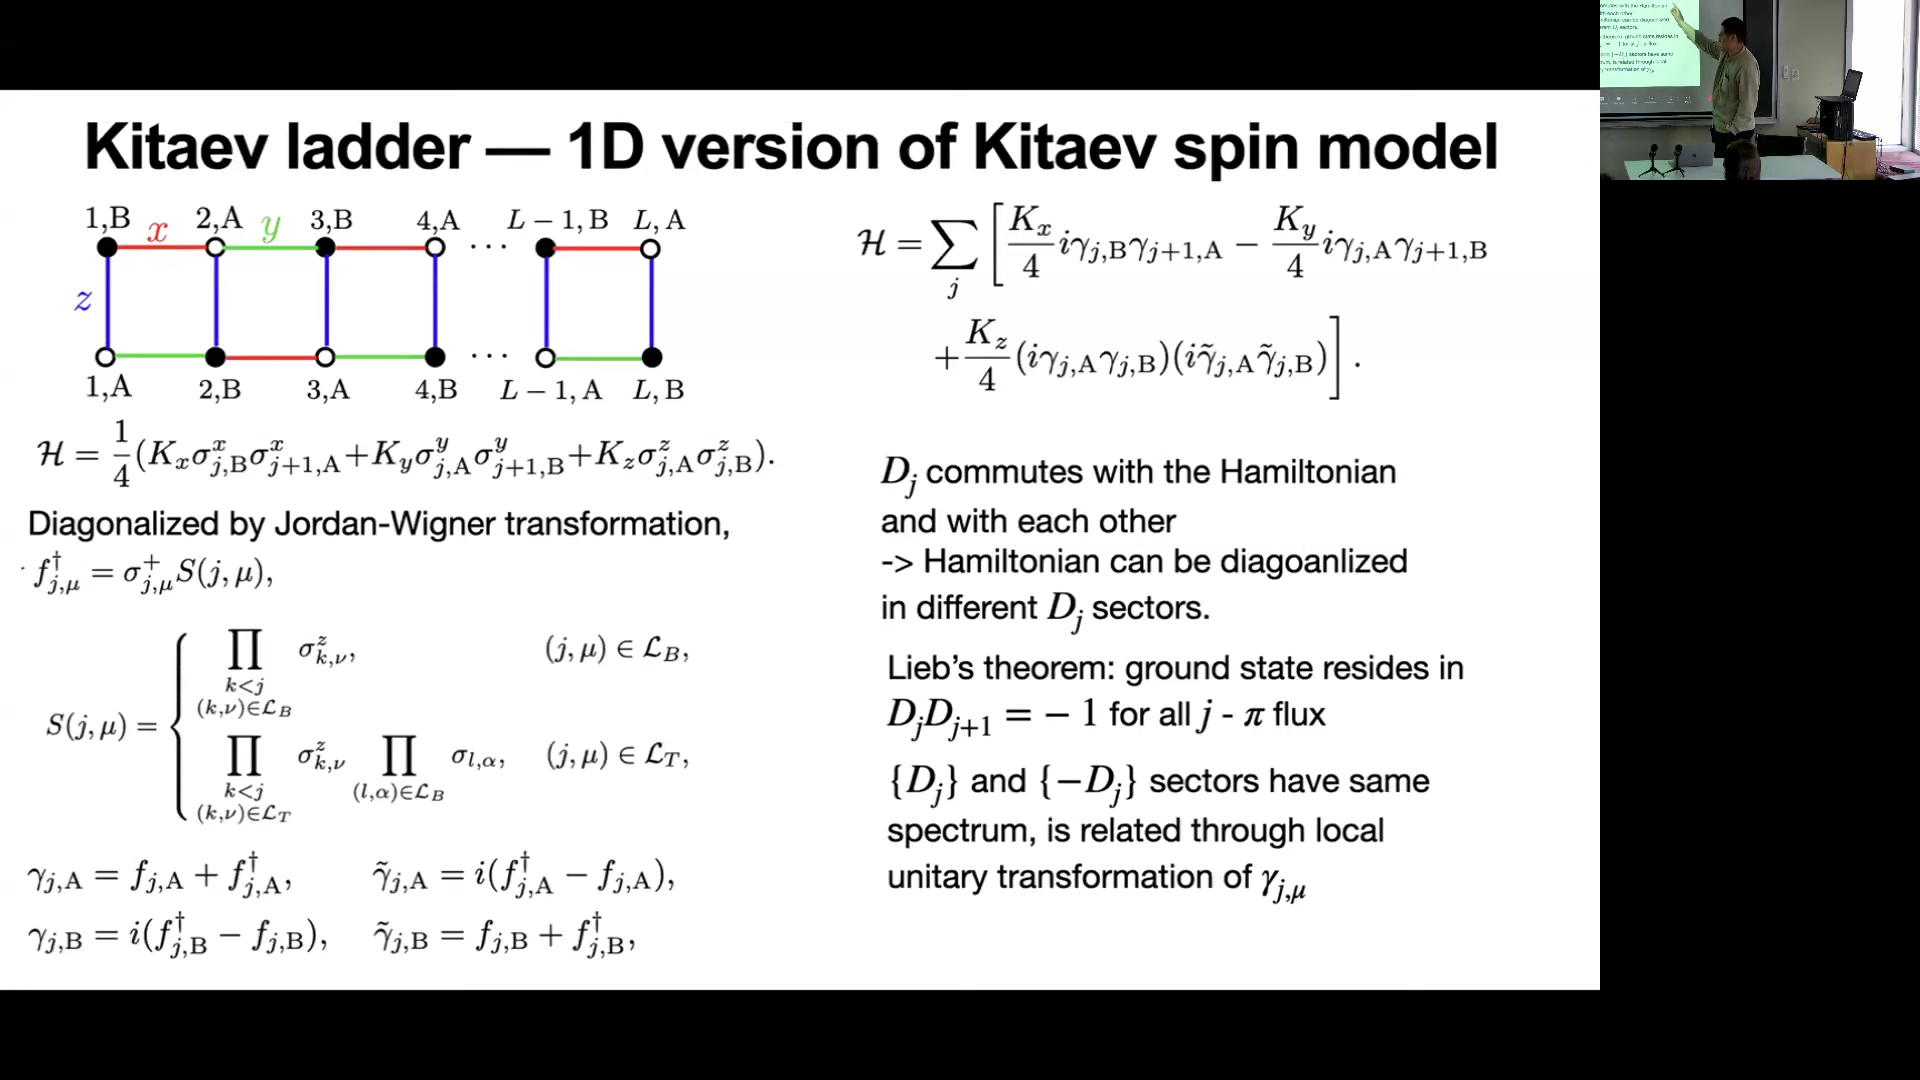 Kitaev ladder — 1D version of Kitaev spin model
1,B x 2,A y 3,B 4,A L − 1, B L, A
z
⋯
⋯
1,A 2,B 3,A 4,B L − 1, A L, B
ℋ = 1/4 (K_x σ^x_{j,B} σ^x_{j+1,A} + K_y σ^y_{j,A} σ^y_{j+1,B} + K_z σ^z_{j,A} σ^z_{j,B}).
Diagonalized by Jordan-Wigner transformation,
f^†_{j,μ} = σ^+_{j,μ} S(j, μ),
S(j, μ) = { ∏_{k<j (k,ν)∈ℒ_B} σ^z_{k,ν}, (j, μ) ∈ ℒ_B,
∏_{k<j (k,ν)∈ℒ_T} σ^z_{k,ν} ∏_{(l,α)∈ℒ_B} σ_{l,α}, (j, μ) ∈ ℒ_T,
γ_{j,A} = f_{j,A} + f^†_{j,A}, γ̃_{j,A} = i(f^†_{j,A} − f_{j,A}),
γ_{j,B} = i(f^†_{j,B} − f_{j,B}), γ̃_{j,B} = f_{j,B} + f^†_{j,B},
ℋ = ∑_j [ K_x/4 iγ_{j,B}γ_{j+1,A} − K_y/4 iγ_{j,A}γ_{j+1,B}
+ K_z/4 (iγ_{j,A}γ_{j,B})(iγ̃_{j,A}γ̃_{j,B}) ] .
D_j commutes with the Hamiltonian
and with each other
-> Hamiltonian can be diagoanlized
in different D_j sectors.
Lieb's theorem: ground state resides in
D_jD_{j+1} = − 1 for all j - π flux
{D_j} and {−D_j} sectors have same
spectrum, is related through local
unitary transformation of γ_{j,μ}